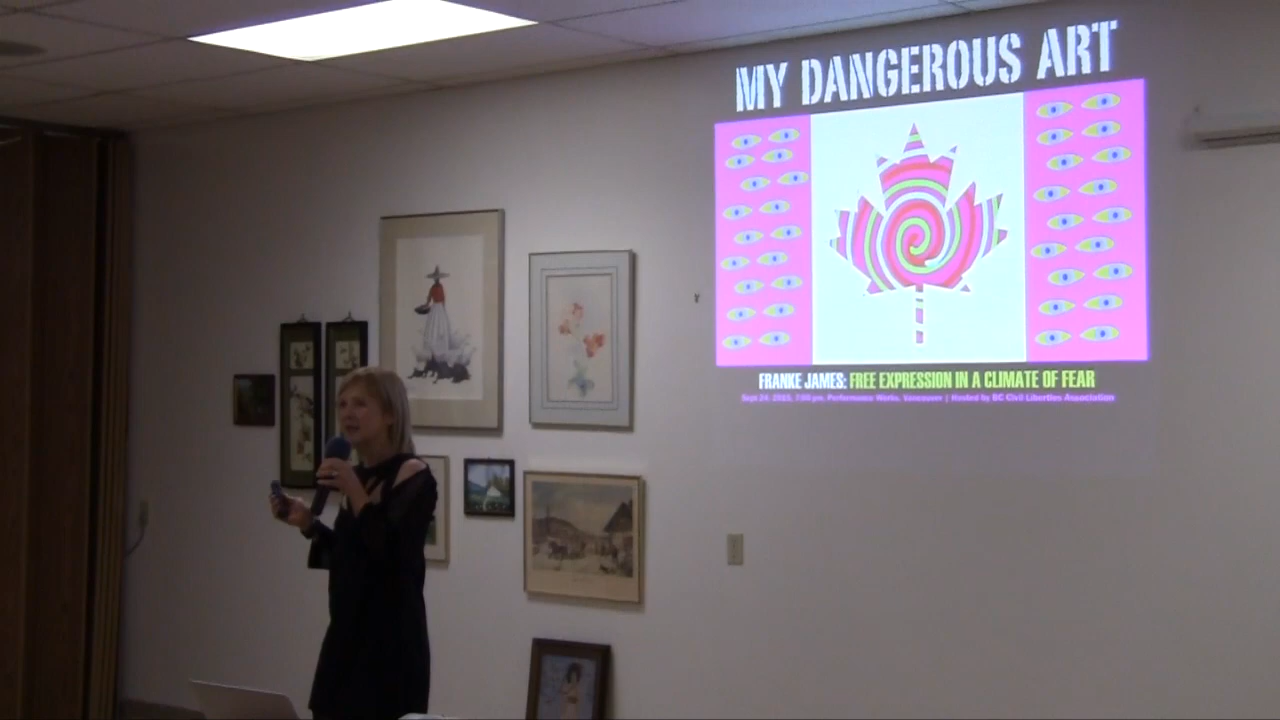 MY DANGEROUS ART
FRANKE JAMES: FREE EXPRESSION IN A CLIMATE OF FEAR
Sept 24, 2013, 7:00 pm, Performance Works, Vancouver | Hosted by BC Civil Liberties Association